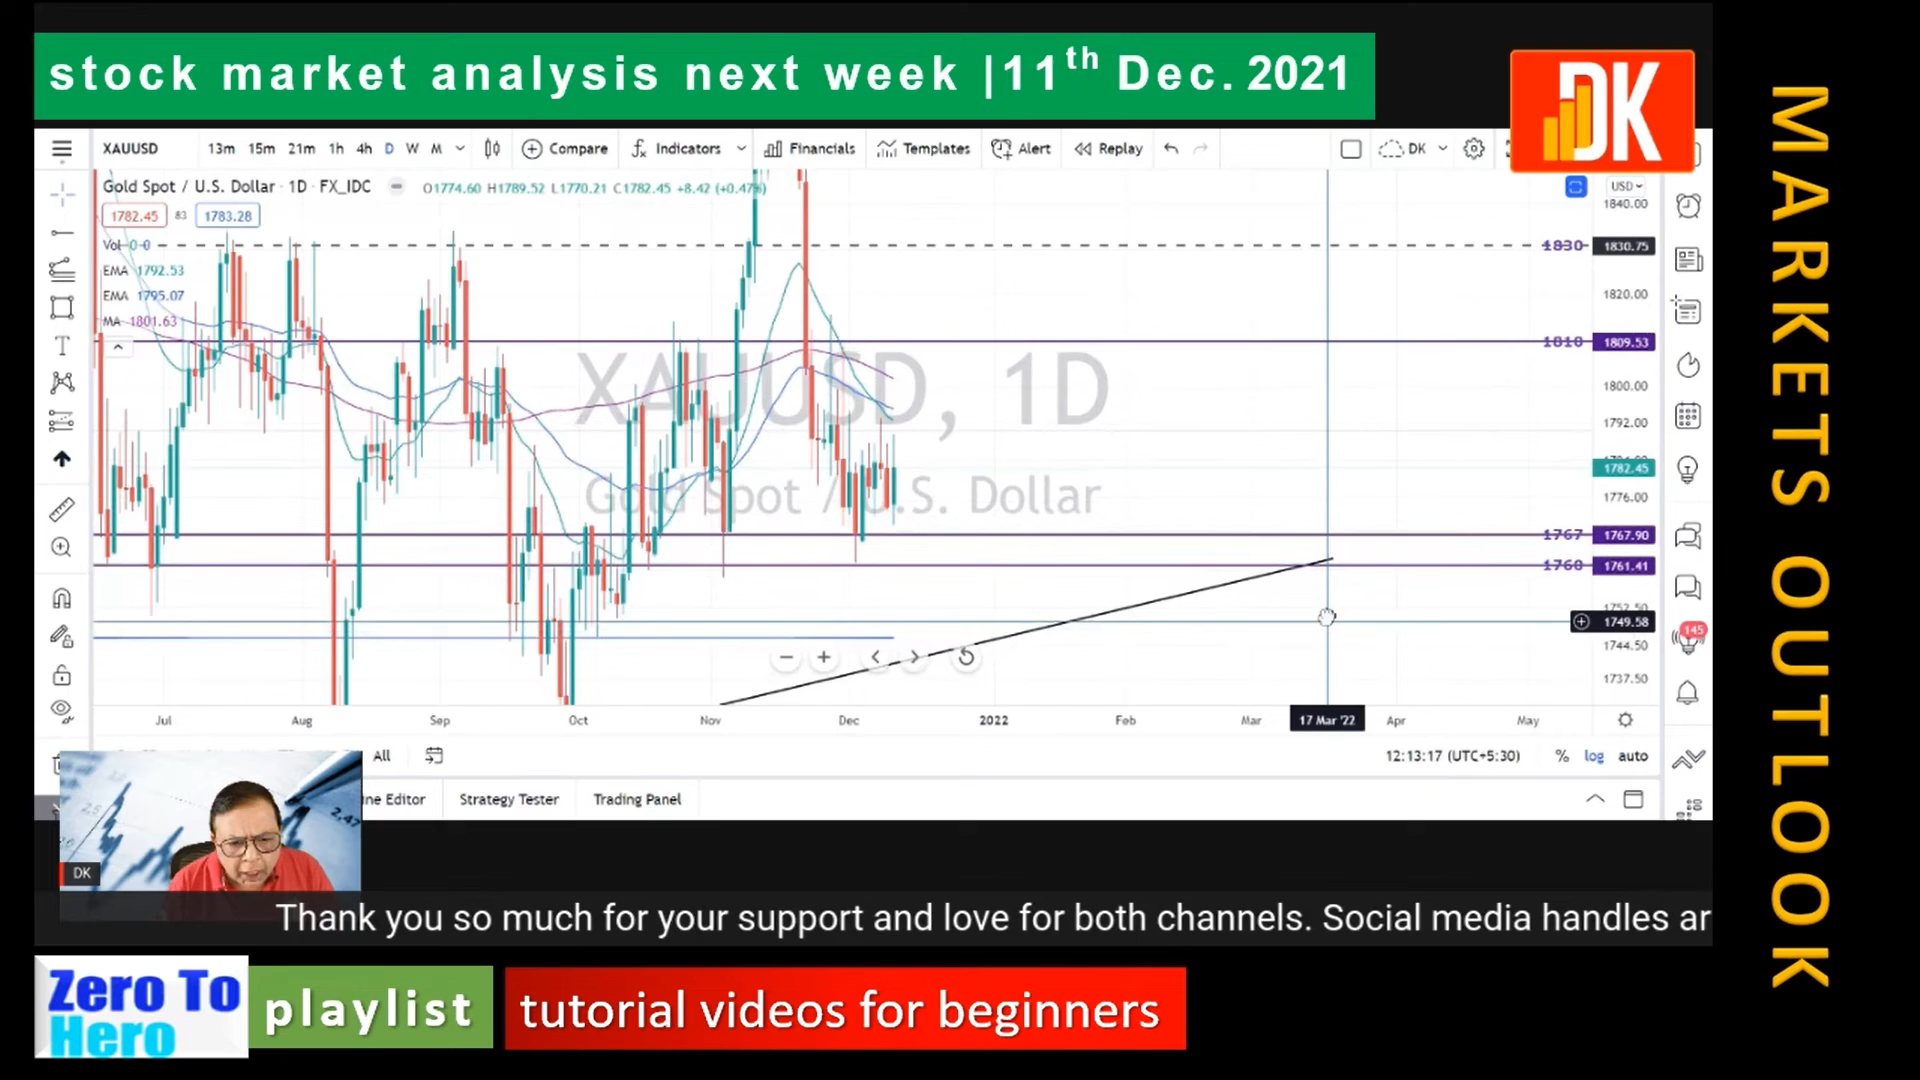 stock market analysis next week |11th Dec. 2021
DK
MARKETS OUTLOOK
XAUUSD 13m 15m 21m 1h 4h D W M Compare Indicators Financials Templates Alert Replay DK
Gold Spot / U.S. Dollar · 1D · FX_IDC O1774.60 H1789.52 L1770.21 C1782.45 +8.42 (+0.47%)
USD
1782.45 83 1783.28
Vol 0 0
EMA 1792.53
EMA 1795.07
MA 1801.63
XAUUSD, 1D
Gold Spot / U.S. Dollar
1840.00
1830 1830.75
1820.00
1810 1809.53
1800.00
1792.00
1782.45
1776.00
1767 1767.90
1760 1761.41
1752.50
1749.58
1744.50
1737.50
145
Jul Aug Sep Oct Nov Dec 2022 Feb Mar 17 Mar '22 Apr May
All 12:13:17 (UTC+5:30) % log auto
ine Editor Strategy Tester Trading Panel
2,47
DK
Thank you so much for your support and love for both channels. Social media handles ar
Zero To
Hero
playlist
tutorial videos for beginners